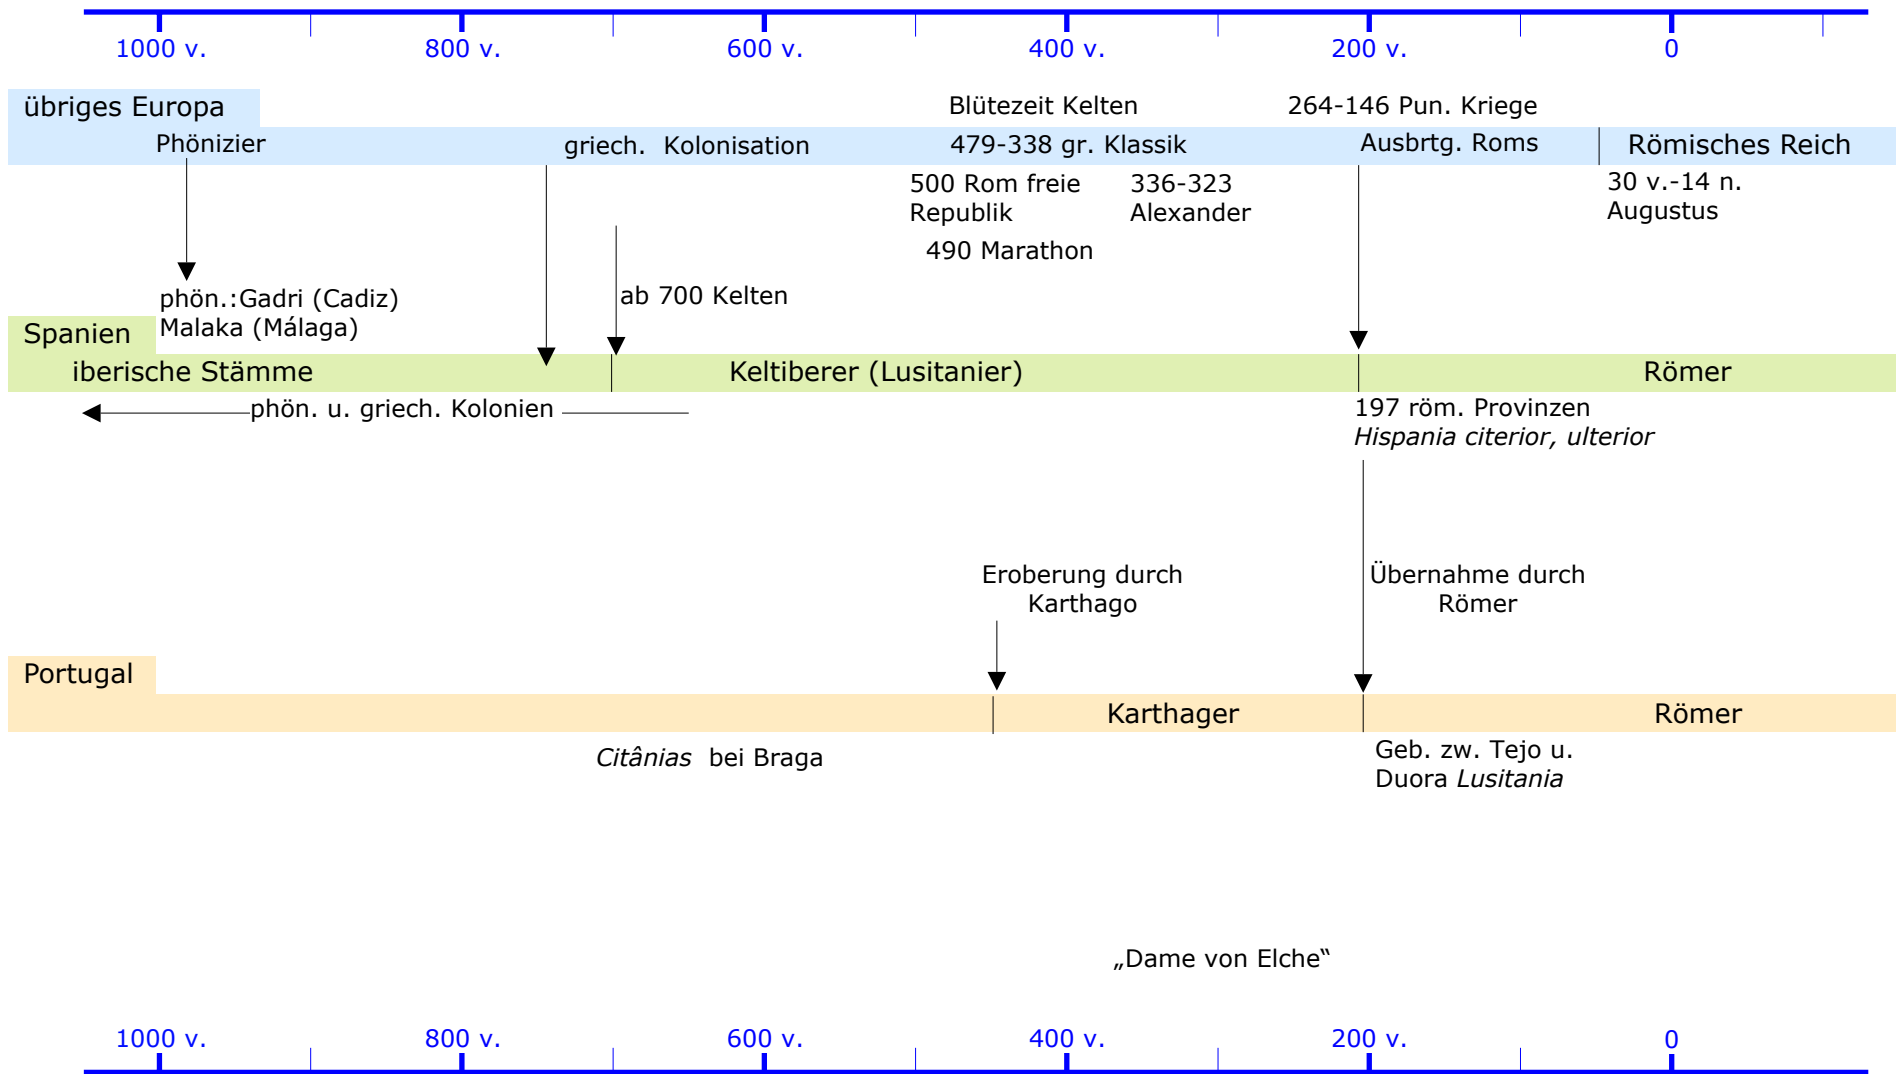 1000 v. 800 v. 600 v. 400 v. 200 v. 0
übriges Europa
Blütezeit Kelten
264-146 Pun. Kriege
Phönizier
griech. Kolonisation
479-338 gr. Klassik
Ausbrtg. Roms
Römisches Reich
500 Rom freie
Republik
336-323
Alexander
30 v.-14 n.
Augustus
490 Marathon
phön.:Gadri (Cadiz)
Malaka (Málaga)
ab 700 Kelten
Spanien
iberische Stämme
Keltiberer (Lusitanier)
Römer
phön. u. griech. Kolonien
197 röm. Provinzen
Hispania citerior, ulterior
Eroberung durch
Karthago
Übernahme durch
Römer
Portugal
Karthager
Römer
Citânias bei Braga
Geb. zw. Tejo u.
Duora Lusitania
„Dame von Elche“
1000 v. 800 v. 600 v. 400 v. 200 v. 0